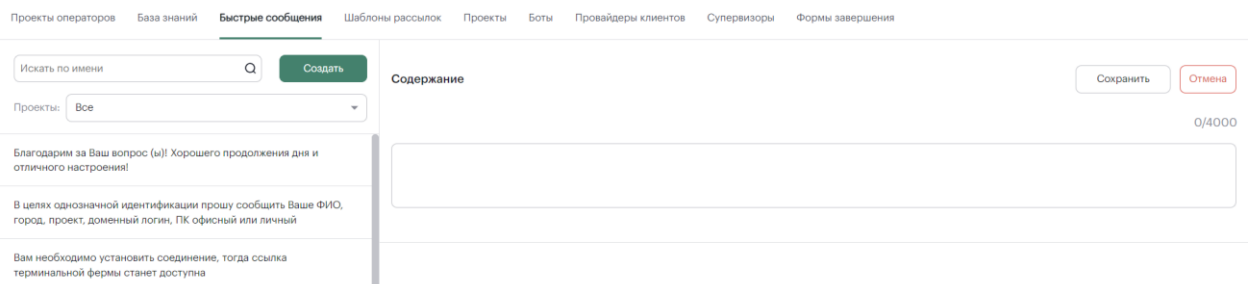 Проекты операторов База знаний Быстрые сообщения Шаблоны рассылок Проекты Боты Провайдеры клиентов Супервизоры Формы завершения
Искать по имени
Создать
Проекты: Все
Благодарим за Ваш вопрос (ы)! Хорошего продолжения дня и
отличного настроения!
В целях однозначной идентификации прошу сообщить Ваше ФИО,
город, проект, доменный логин, ПК офисный или личный
Вам необходимо установить соединение, тогда ссылка
терминальной фермы станет доступна
Содержание
Сохранить
Отмена
0/4000